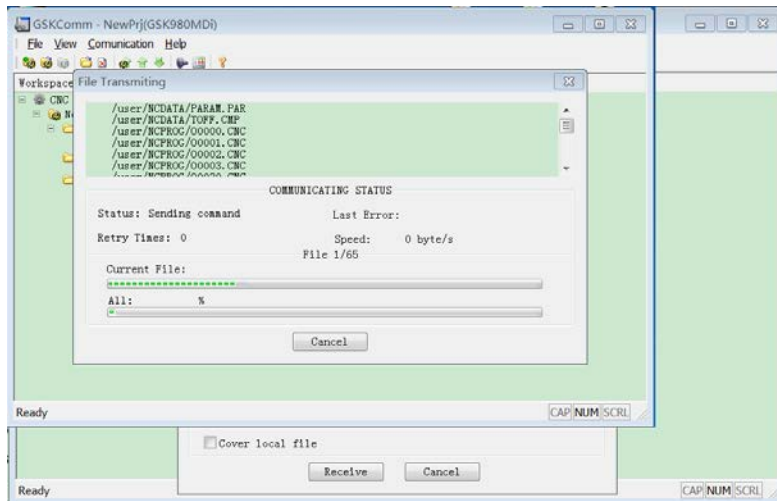 GSKComm - NewPrj(GSK980MDi)
File View Comunication Help
Workspace
File Transmiting
CNC
/user/NCDATA/PARAM.PAR
/user/NCDATA/TOFF.CMP
/user/NCPROG/O0000.CNC
/user/NCPROG/O0001.CNC
/user/NCPROG/O0002.CNC
/user/NCPROG/O0003.CNC
COMMUNICATING STATUS
Status: Sending command Last Error:
Retry Times: 0 Speed: 0 byte/s
File 1/65
Current File:
All: %
Cancel
Ready CAP NUM SCRL
Cover local file
Receive Cancel
Ready CAP NUM SCRL